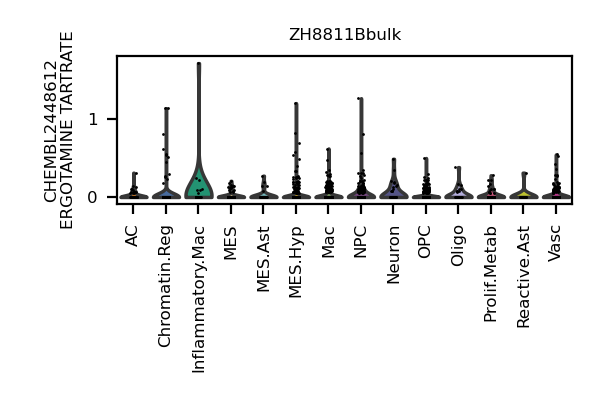 ZH8811Bbulk
CHEMBL2448612
ERGOTAMINE TARTRATE
1
0
AC
Chromatin.Reg
Inflammatory.Mac
MES
MES.Ast
MES.Hyp
Mac
NPC
Neuron
OPC
Oligo
Prolif.Metab
Reactive.Ast
Vasc